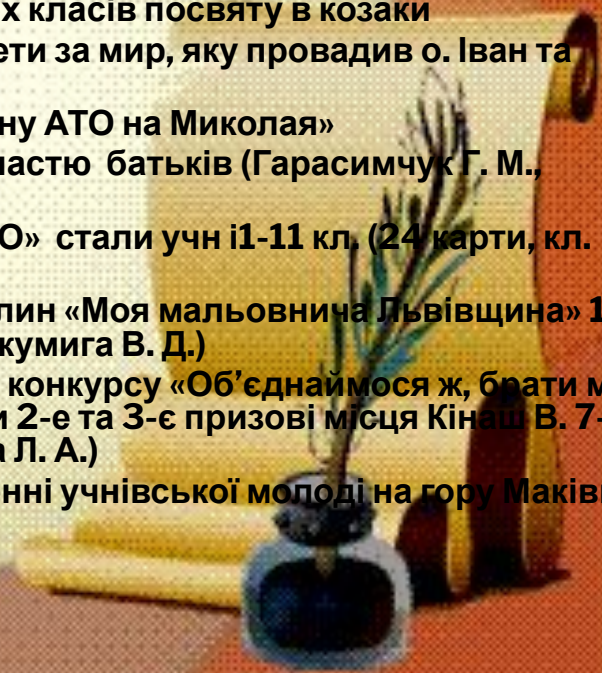 х класів посвяту в козаки
ети за мир, яку провадив о. Іван та
ну АТО на Миколая»
частю батьків (Гарасимчук Г. М.,
О» стали учн і1-11 кл. (24 карти, кл.
лин «Моя мальовнича Львівщина» 1
кумига В. Д.)
конкурсу «Об’єднаймося ж, брати м
и 2-е та 3-є призові місця Кінаш В. 7-
а Л. А.)
нні учнівської молоді на гору Маків